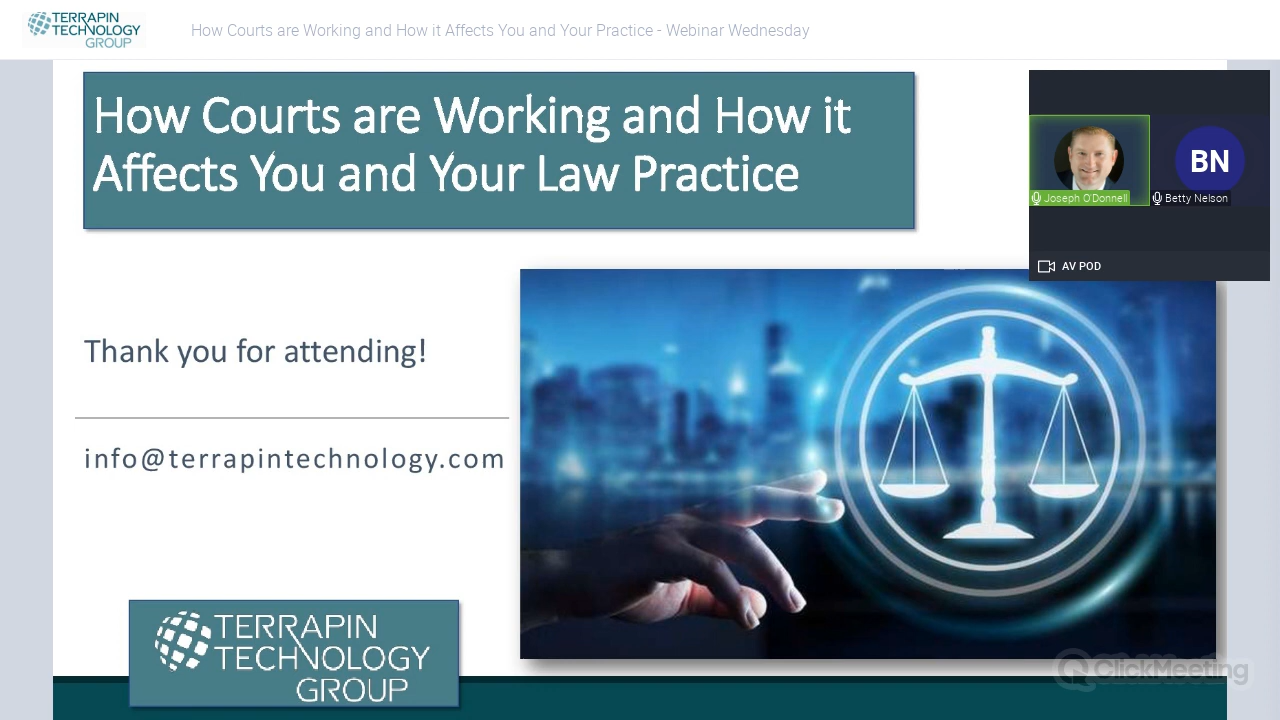 TERRAPIN
TECHNOLOGY
GROUP
How Courts are Working and How it Affects You and Your Practice - Webinar Wednesday
How Courts are Working and How it
Affects You and Your Law Practice
BN
Joseph O'Donnell
Betty Nelson
AV POD
Thank you for attending!
info@terrapintechnology.com
TERRAPIN
TECHNOLOGY
GROUP
ClickMeeting